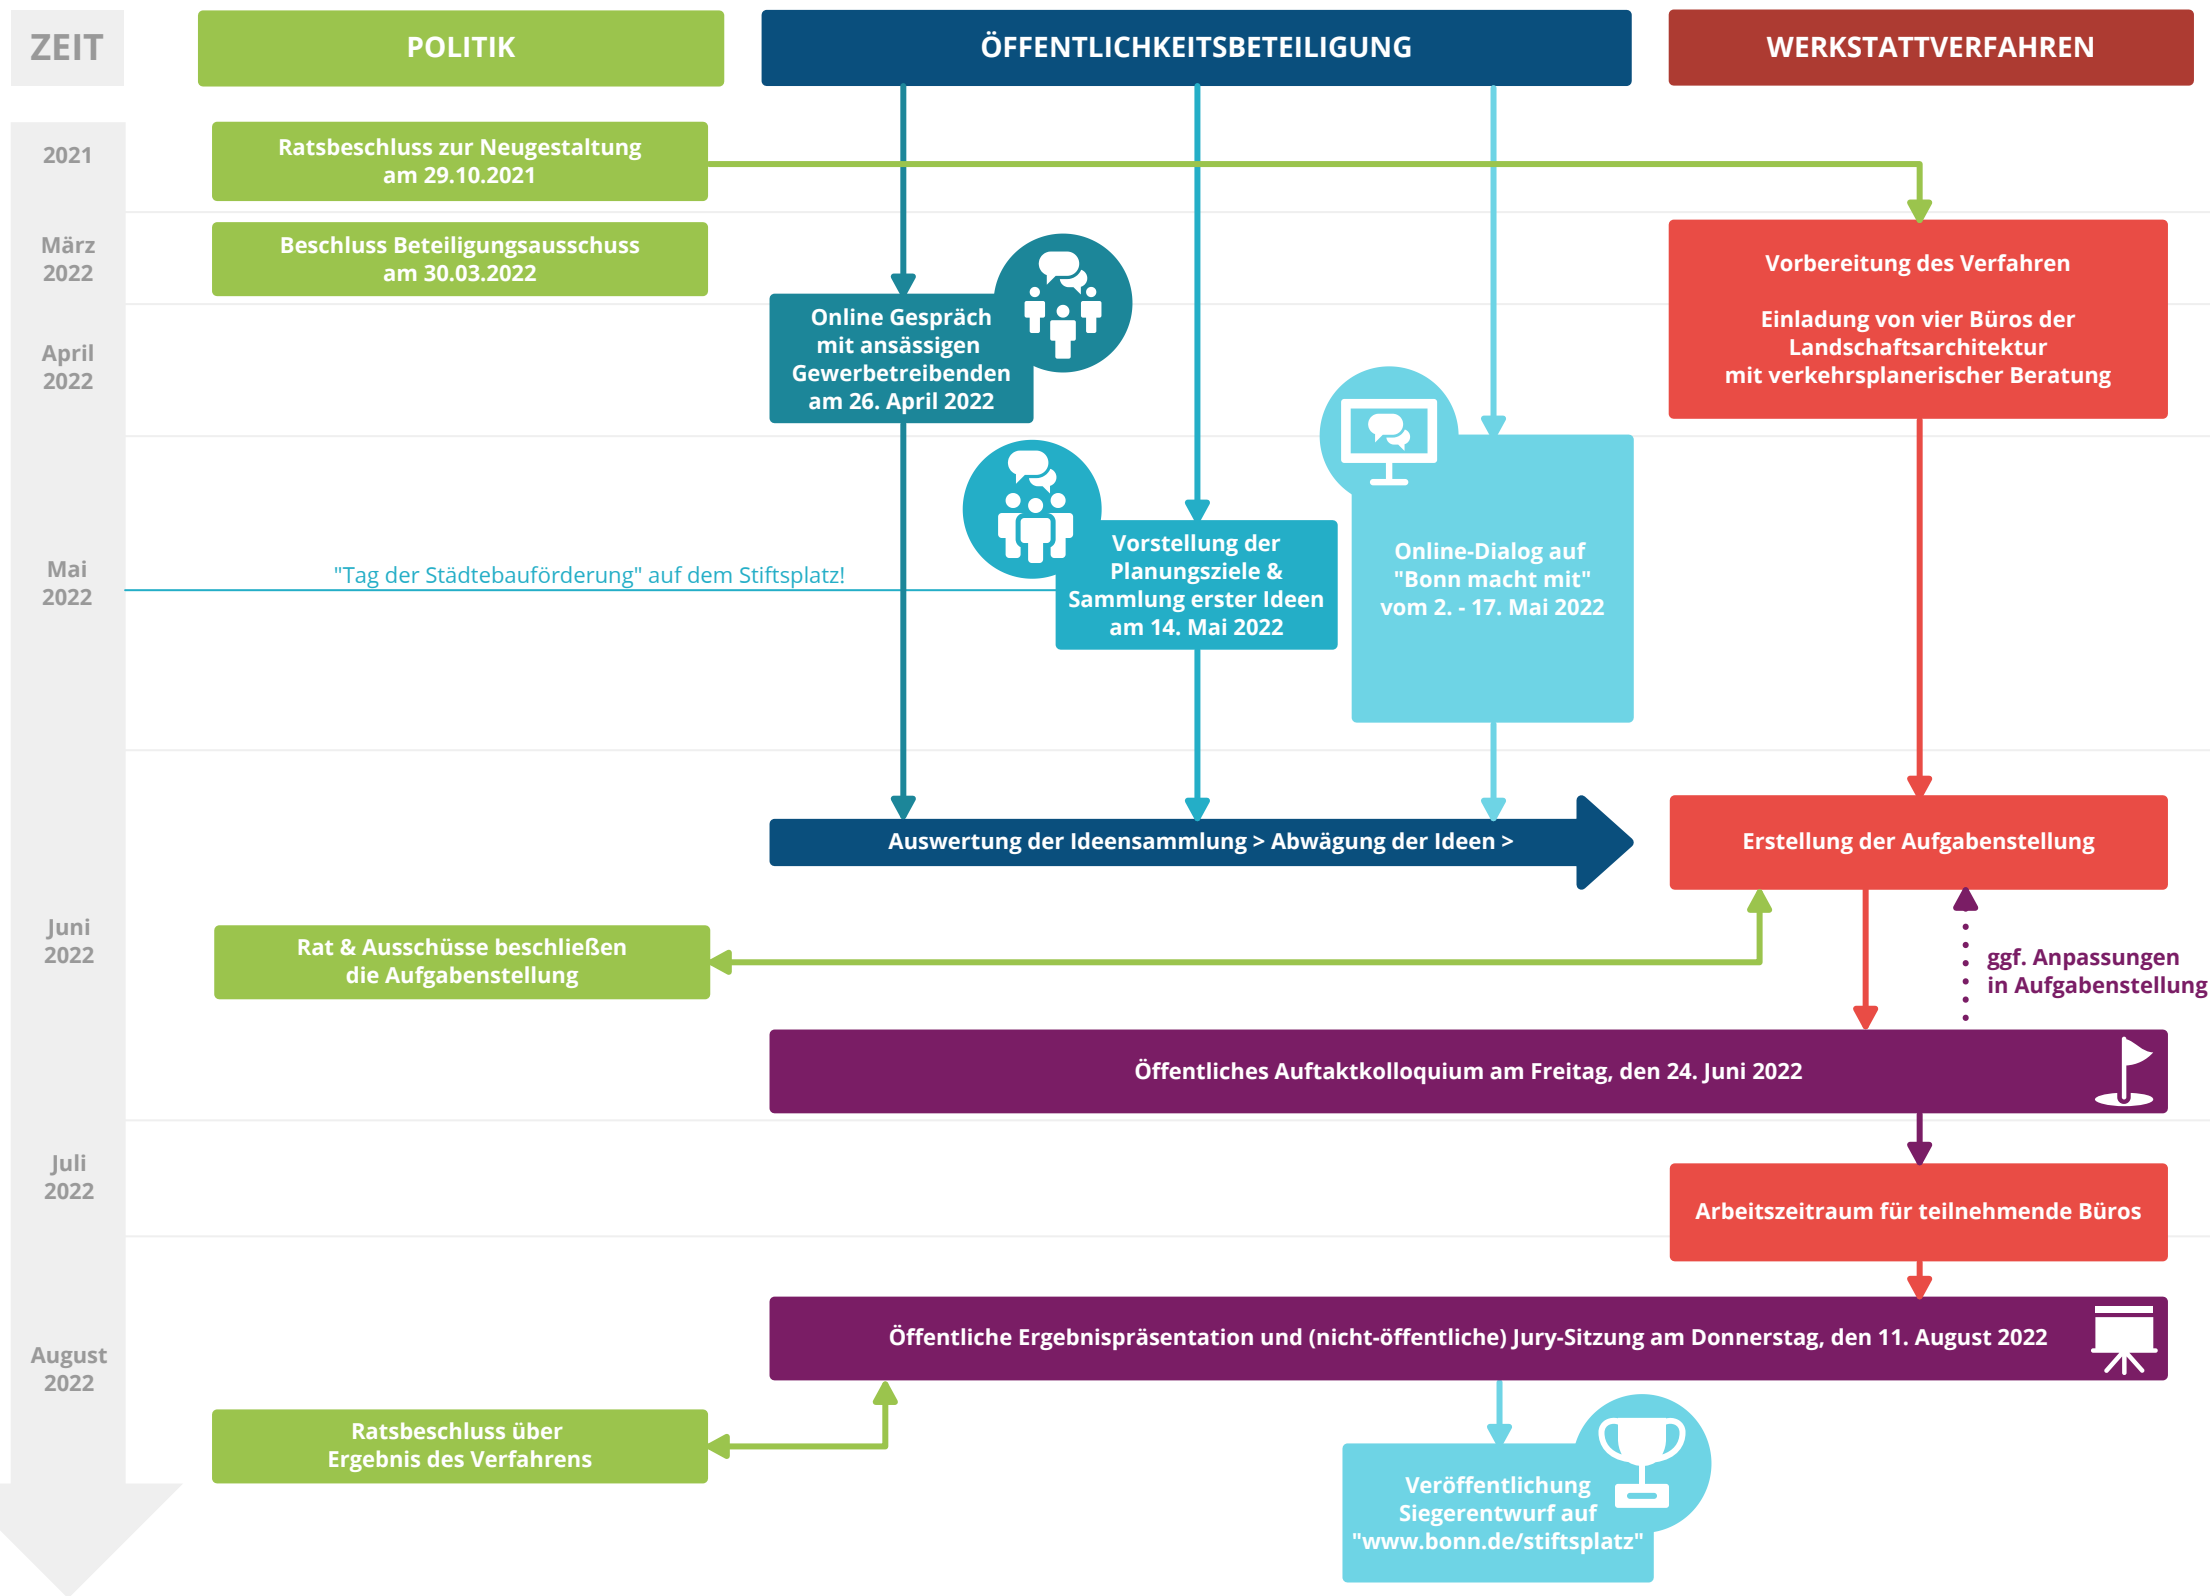 ZEIT
POLITIK
ÖFFENTLICHKEITSBETEILIGUNG
WERKSTATTVERFAHREN
2021
Ratsbeschluss zur Neugestaltung
am 29.10.2021
März
2022
Beschluss Beteiligungsausschuss
am 30.03.2022
Vorbereitung des Verfahren
Einladung von vier Büros der
Landschaftsarchitektur
mit verkehrsplanerischer Beratung
April
2022
Online Gespräch
mit ansässigen
Gewerbetreibenden
am 26. April 2022
Mai
2022
"Tag der Städtebauförderung" auf dem Stiftsplatz!
Vorstellung der
Planungsziele &
Sammlung erster Ideen
am 14. Mai 2022
Online-Dialog auf
"Bonn macht mit"
vom 2. - 17. Mai 2022
Auswertung der Ideensammlung > Abwägung der Ideen >
Erstellung der Aufgabenstellung
Juni
2022
Rat & Ausschüsse beschließen
die Aufgabenstellung
ggf. Anpassungen
in Aufgabenstellung
Öffentliches Auftaktkolloquium am Freitag, den 24. Juni 2022
Juli
2022
Arbeitszeitraum für teilnehmende Büros
August
2022
Öffentliche Ergebnispräsentation und (nicht-öffentliche) Jury-Sitzung am Donnerstag, den 11. August 2022
Ratsbeschluss über
Ergebnis des Verfahrens
Veröffentlichung
Siegerentwurf auf
"www.bonn.de/stiftsplatz"